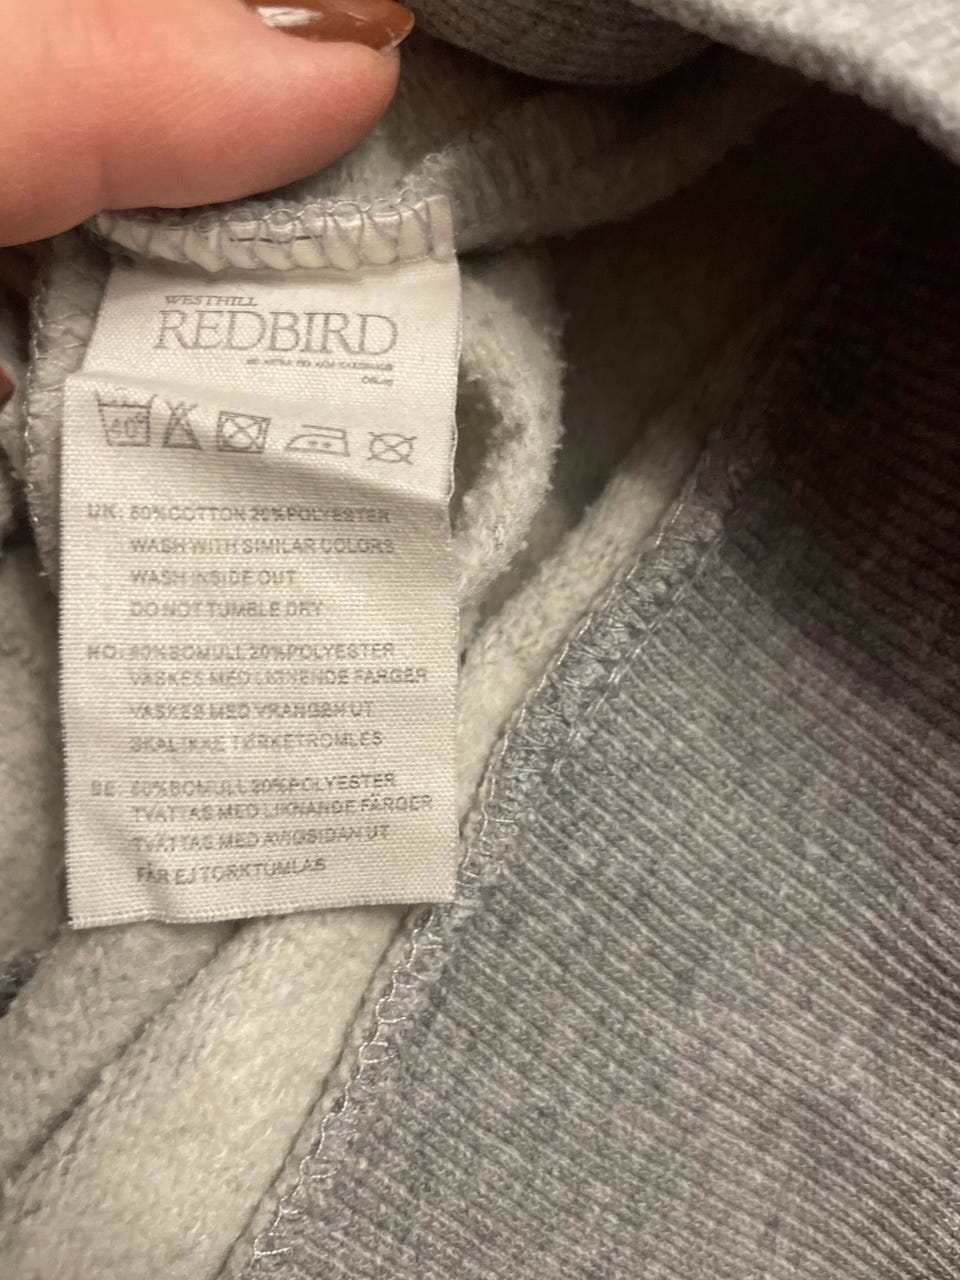 WESTHILL
REDBIRD
40°
UK: 80%COTTON 20%POLYESTER
WASH WITH SIMILAR COLORS
WASH INSIDE OUT
DO NOT TUMBLE DRY
NO: 80%BOMULL 20%POLYESTER
VASKES MED LIGNENDE FARGER
VASKES MED VRANGEN UT
SKAL IKKE TØRKETROMLES
SE 80%BOMULL 20%POLYESTER
TVÄTTAS MED LIKNANDE FÄRGER
TVÄTTAS MED AVIGSIDAN UT
FÅR EJ TORKTUMLAS